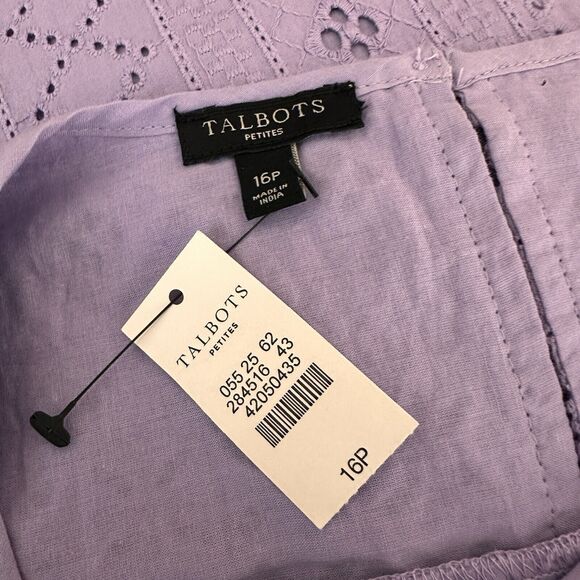 TALBOTS
PETITES
16P
MADE IN
INDIA
TALBOTS
PETITES
055 25 62
284516 43
42050435
16P